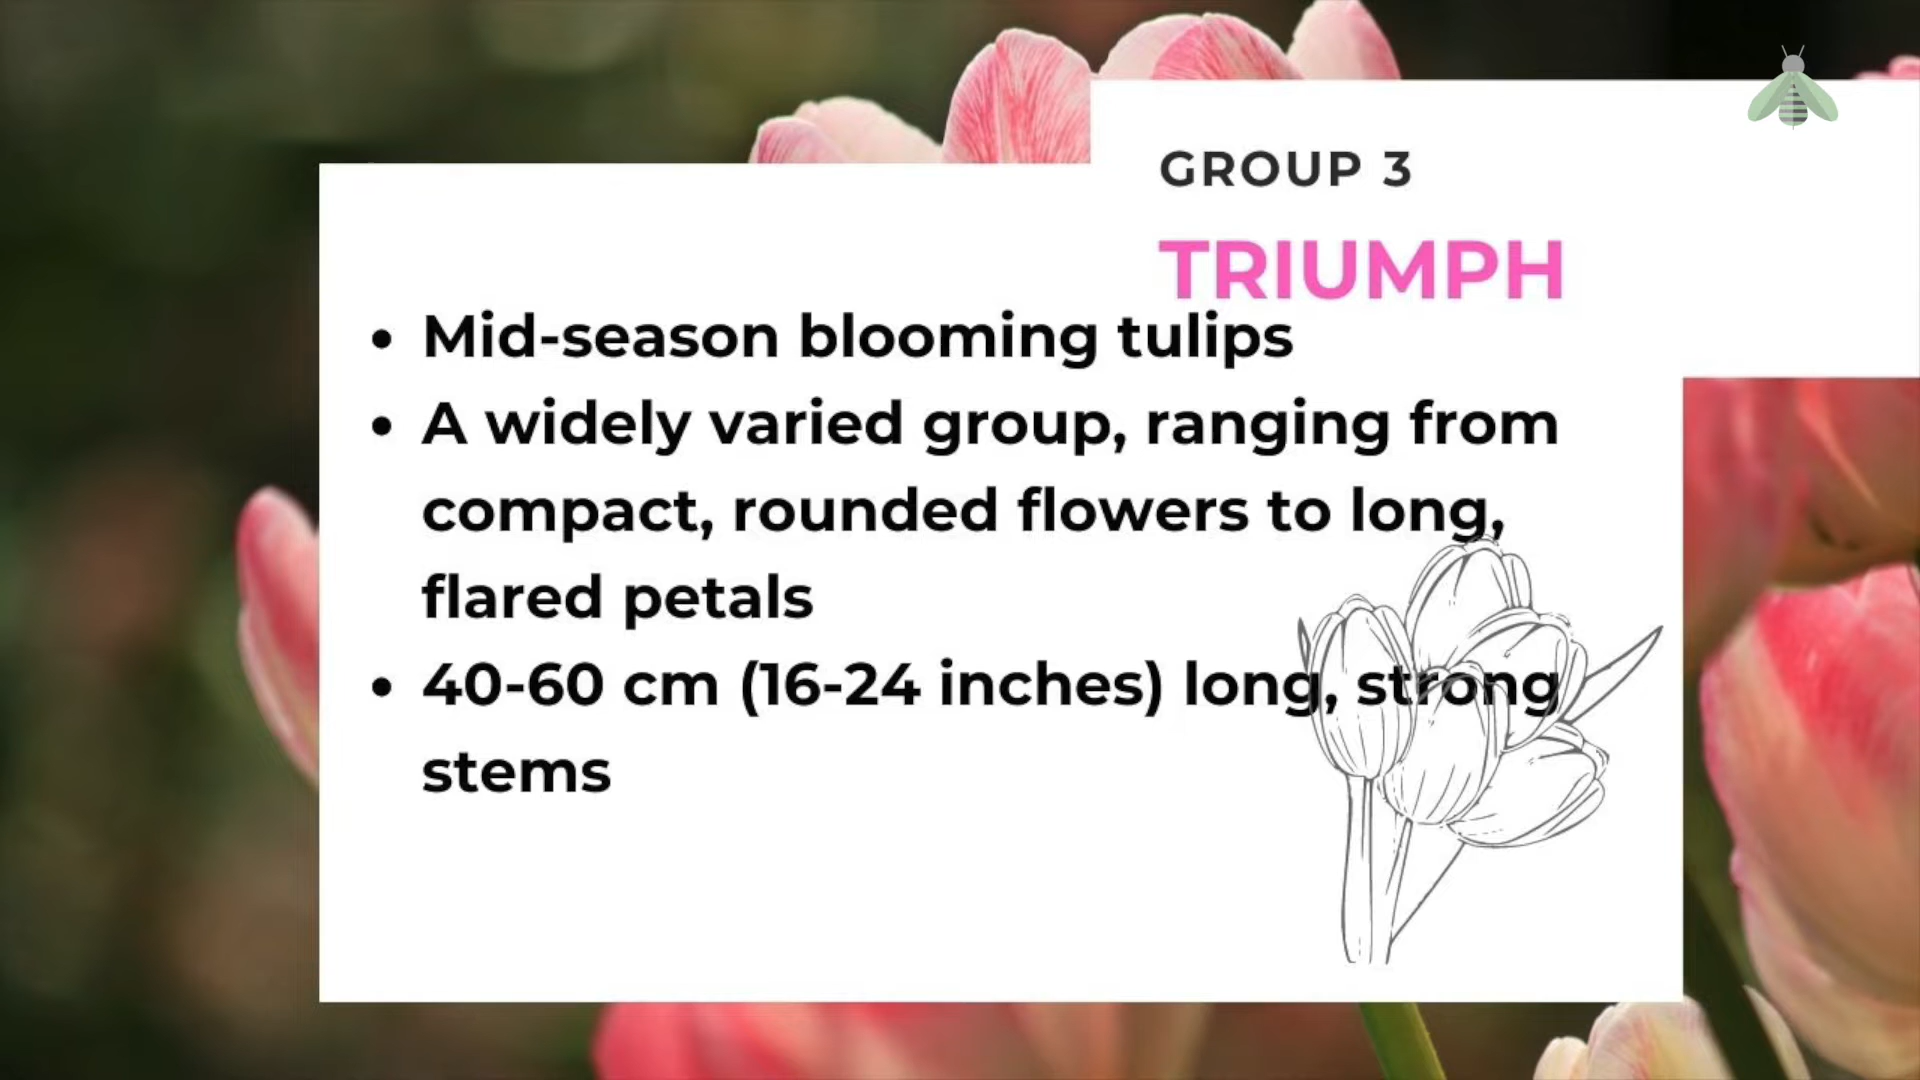 GROUP 3
TRIUMPH
• Mid-season blooming tulips
• A widely varied group, ranging from
compact, rounded flowers to long,
flared petals
• 40-60 cm (16-24 inches) long, strong
stems